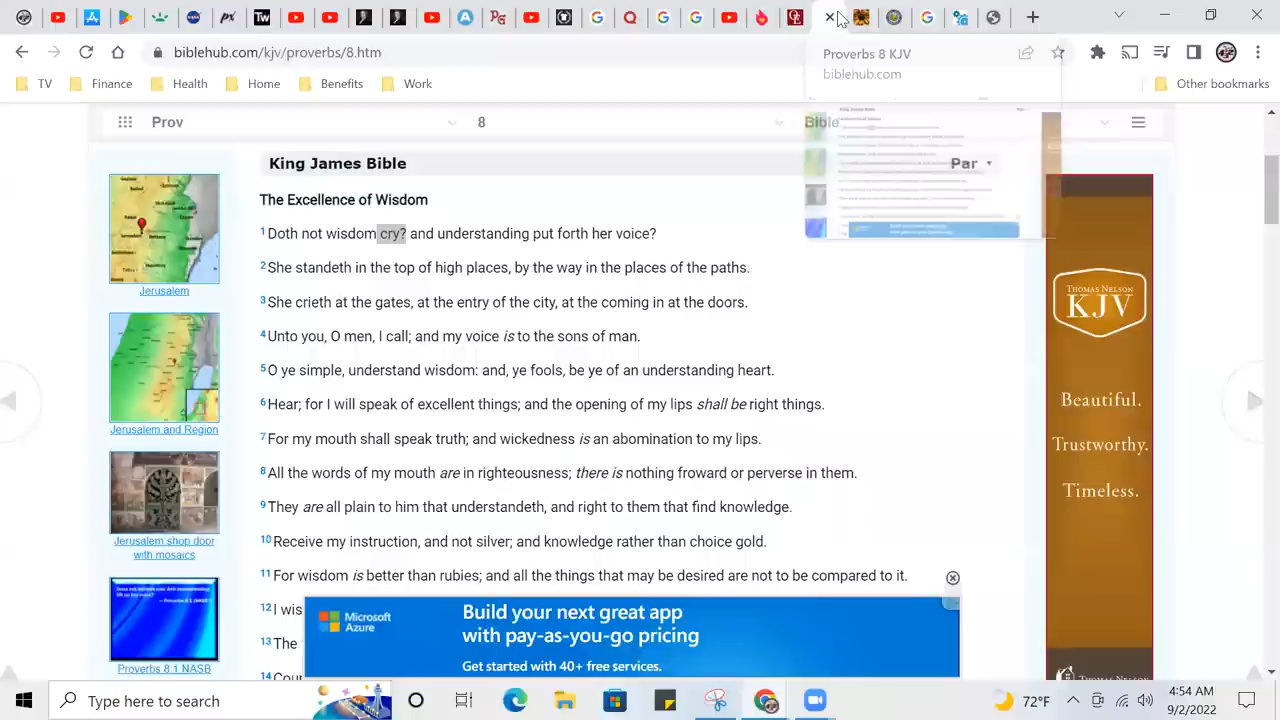 biblehub.com/kjv/proverbs/8.htm
Proverbs 8 KJV
biblehub.com
TV
Finance
Health
Home
Benefits
Work
Other bookmarks
Prov
8
Bible
King James Bible
Par
The Excellence of Wisdom
1 Doth not wisdom cry? and understanding put forth her voice?
2 She standeth in the top of high places, by the way in the places of the paths.
3 She crieth at the gates, at the entry of the city, at the coming in at the doors.
4 Unto you, O men, I call; and my voice is to the sons of man.
5 O ye simple, understand wisdom: and, ye fools, be ye of an understanding heart.
6 Hear; for I will speak of excellent things; and the opening of my lips shall be right things.
7 For my mouth shall speak truth; and wickedness is an abomination to my lips.
8 All the words of my mouth are in righteousness; there is nothing froward or perverse in them.
9 They are all plain to him that understandeth, and right to them that find knowledge.
10 Receive my instruction, and not silver; and knowledge rather than choice gold.
11 For wisdom is better than rubies; and all the things that may be desired are not to be compared to it.
12 I wis
13 The
14 Coun
Jerusalem
Jerusalem and Region
Jerusalem shop door
with mosaics
Proverbs 8:1 NASB
THOMAS NELSON
KJV
Beautiful.
Trustworthy.
Timeless.
THOMAS NELSON
Microsoft
Azure
Build your next great app
with pay-as-you-go pricing
Get started with 40+ free services.
Type here to search
72°F
4:54 AM
9/2/2022